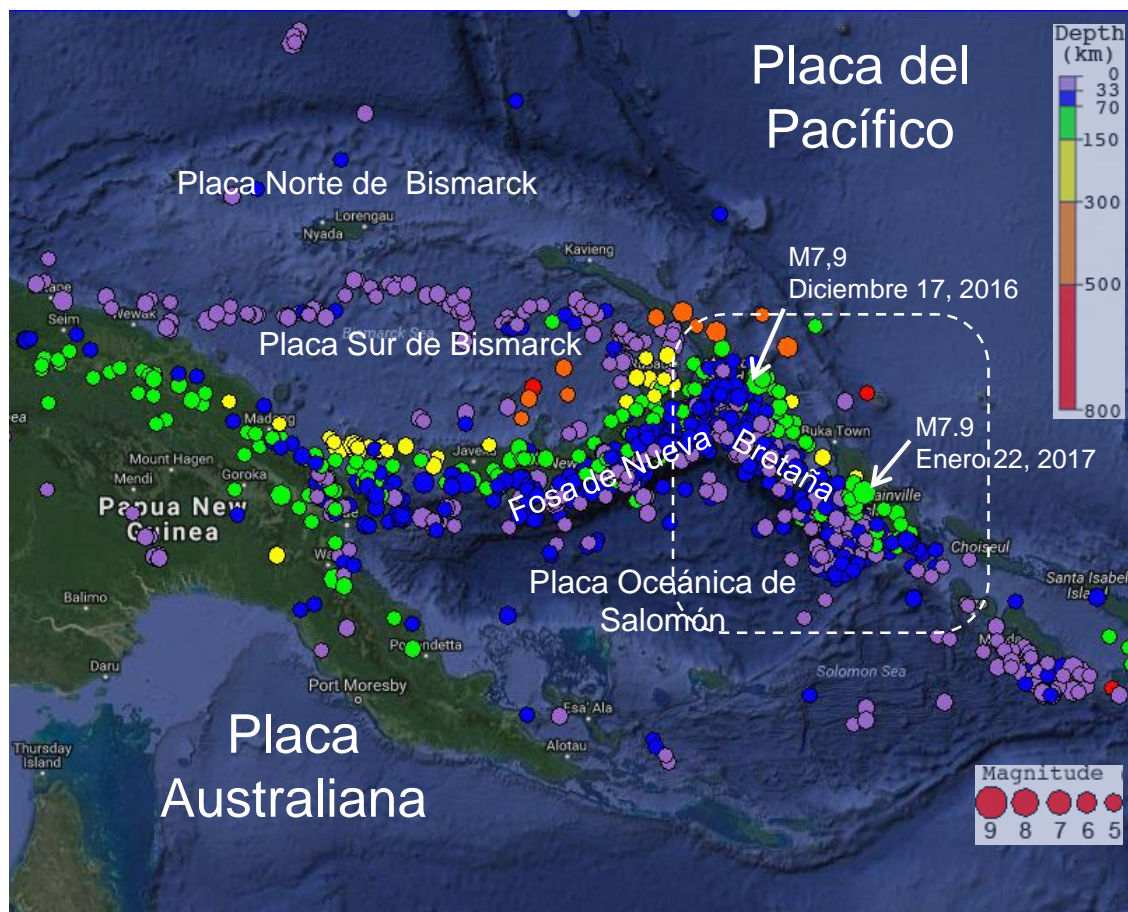 Placa del
Pacífico
Depth
(km)
0
33
70
150
300
500
800
Placa Norte de Bismarck
Lorengau
Nyada
Kavieng
M7,9
Diciembre 17, 2016
Seim
Wewak
Bismarck Sea
Placa Sur de Bismarck
Madang
Buka Town
M7.9
Enero 22, 2017
Mount Hagen
Mendi
Goroka
Fosa de Nueva Bretaña
Papua New
Guinea
Choiseul
Santa Isabel
Island
Placa Oceánica de
Salomón
Balimo
Daru
Port Moresby
Solomon Sea
Esa'Ala
Alotau
Placa
Australiana
Thursday
Island
Magnitude
9 8 7 6 5